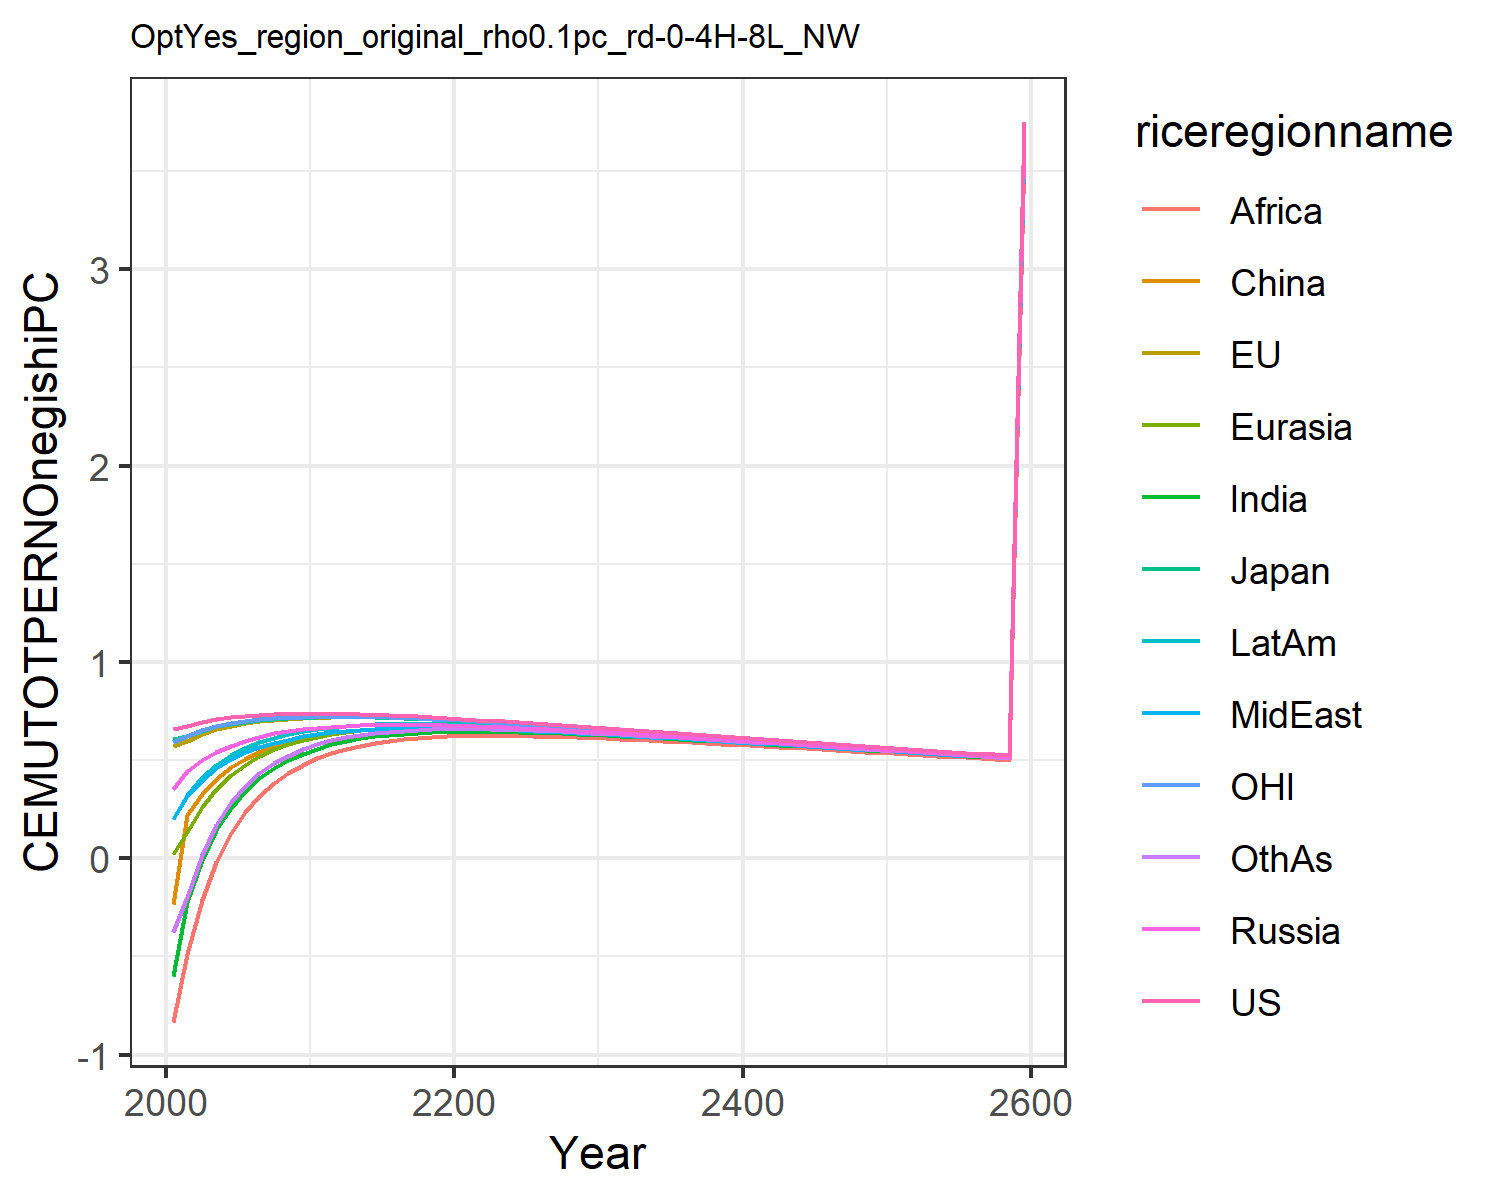 OptYes_region_original_rho0.1pc_rd-0-4H-8L_NW
CEMUTOTPERNOnegishiPC
3
2
1
0
-1
2000
2200
2400
2600
Year
riceregionname
Africa
China
EU
Eurasia
India
Japan
LatAm
MidEast
OHI
OthAs
Russia
US